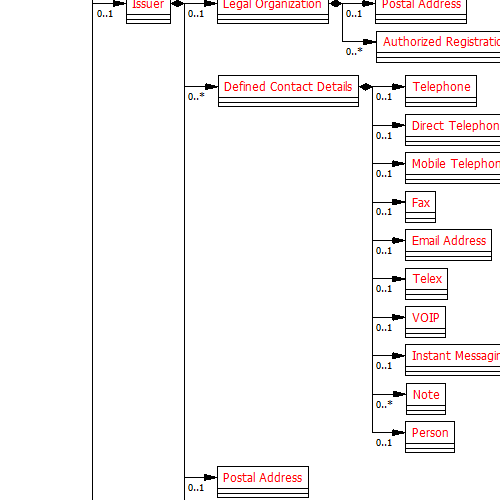 Issuer
Legal Organization
Postal Address
0..1
0..1
0..1
Authorized Registratio
0..*
Defined Contact Details
Telephone
0..*
0..1
Direct Telephon
0..1
Mobile Telephon
0..1
Fax
0..1
Email Address
0..1
Telex
0..1
VOIP
0..1
Instant Messagin
0..1
Note
0..*
Person
0..1
Postal Address
0..1